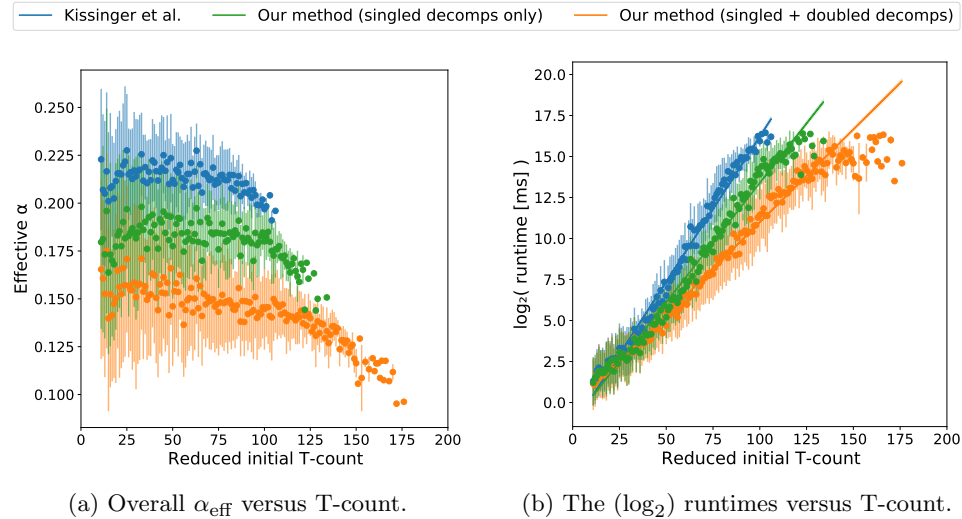 Kissinger et al.
Our method (singled decomps only)
Our method (singled + doubled decomps)
0.250
0.225
0.200
0.175
0.150
0.125
0.100
Effective α
0 25 50 75 100 125 150 175 200
Reduced initial T-count
20.0
17.5
15.0
12.5
10.0
7.5
5.0
2.5
0.0
log₂( runtime [ms] )
0 25 50 75 100 125 150 175 200
Reduced initial T-count
(a) Overall αeff versus T-count.
(b) The (log₂) runtimes versus T-count.